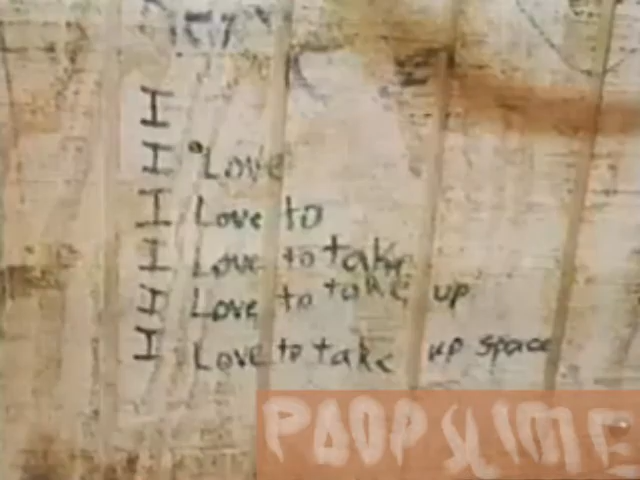 I
I Love
I Love to
I Love to take
I Love to take up
I Love to take up space
POOP SLIME